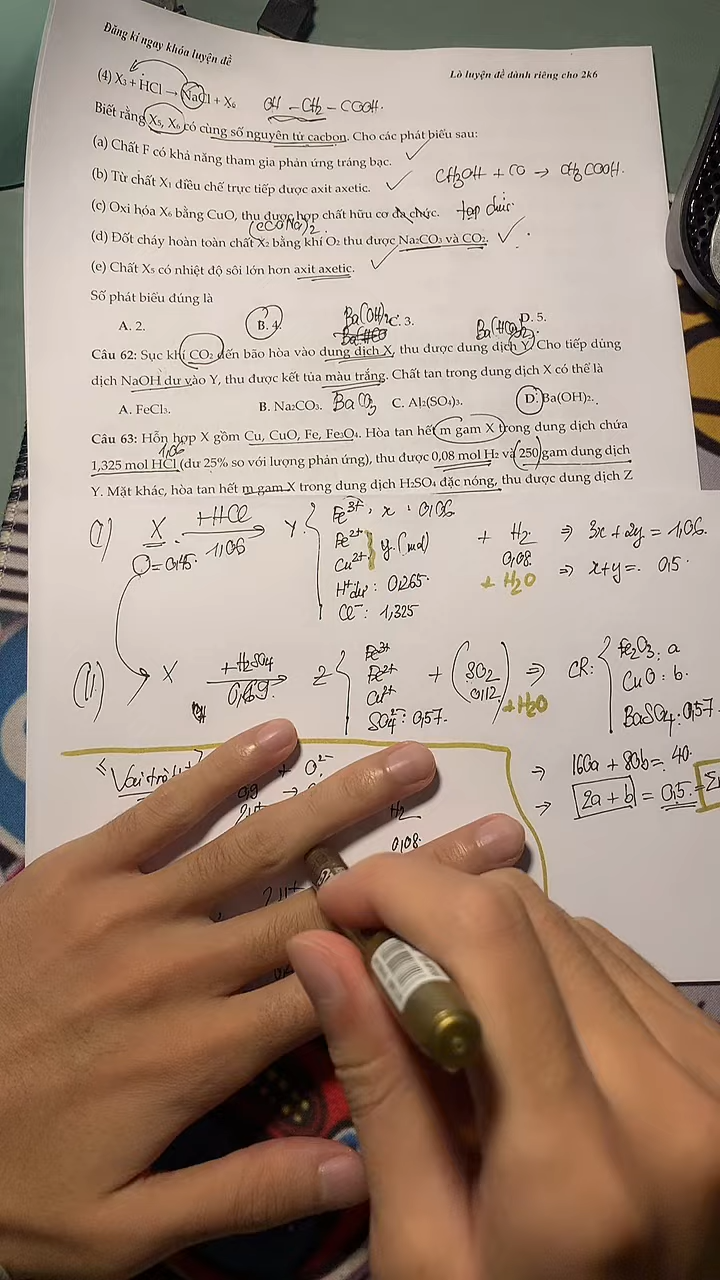 Đăng kí ngay khóa luyện đề
Lò luyện đề dành riêng cho 2k6
(4) X₃ + HCl → NaCl + X₆
OH – CH₂ – COOH.
Biết rằng X₅, X₆ có cùng số nguyên tử cacbon. Cho các phát biểu sau:
(a) Chất F có khả năng tham gia phản ứng tráng bạc.
(b) Từ chất X₁ điều chế trực tiếp được axit axetic.
CH₃OH + CO → CH₃COOH.
(c) Oxi hóa X₆ bằng CuO, thu được hợp chất hữu cơ đa chức.
tạp chức.
(COONa)₂.
(d) Đốt cháy hoàn toàn chất X₂ bằng khí O₂ thu được Na₂CO₃ và CO₂.
(e) Chất X₅ có nhiệt độ sôi lớn hơn axit axetic.
Số phát biểu đúng là
Ba(OH)₂
A. 2. B. 4. C. 3. D. 5.
Câu 62: Sục khí CO₂ đến bão hòa vào dung dịch X, thu được dung dịch Y. Cho tiếp dung
dịch NaOH dư vào Y, thu được kết tủa màu trắng. Chất tan trong dung dịch X có thể là
A. FeCl₃. B. Na₂CO₃. C. Al₂(SO₄)₃. D. Ba(OH)₂.
BaCO₃
Câu 63: Hỗn hợp X gồm Cu, CuO, Fe, Fe₃O₄. Hòa tan hết m gam X trong dung dịch chứa
1,06
1,325 mol HCl (dư 25% so với lượng phản ứng), thu được 0,08 mol H₂ và 250 gam dung dịch
Y. Mặt khác, hòa tan hết m gam X trong dung dịch H₂SO₄ đặc nóng, thu được dung dịch Z
Fe³⁺: x : 0,06
(I) X +HCl 1,06 → Y Fe²⁺ Cu²⁺ } y (mol) + H₂ ⇒ 3x + 2y = 1,06.
O = 0,45. 0,08. ⇒ x + y = 0,5.
H⁺dư: 0,265. + H₂O
Cl⁻: 1,325
Fe³⁺ Fe₂O₃: a
(II) → X +H₂SO₄ 0,69. → Z Fe²⁺ + (SO₂ 0,12) ⇒ CR: CuO: b.
Cu²⁺ + H₂O
SO₄²⁻: 0,57. BaSO₄: 0,57.
⇒ 160a + 80b = 40.
⇒ 2a + b = 0,5.
+ O²⁻
0,9
H₂
0,08.